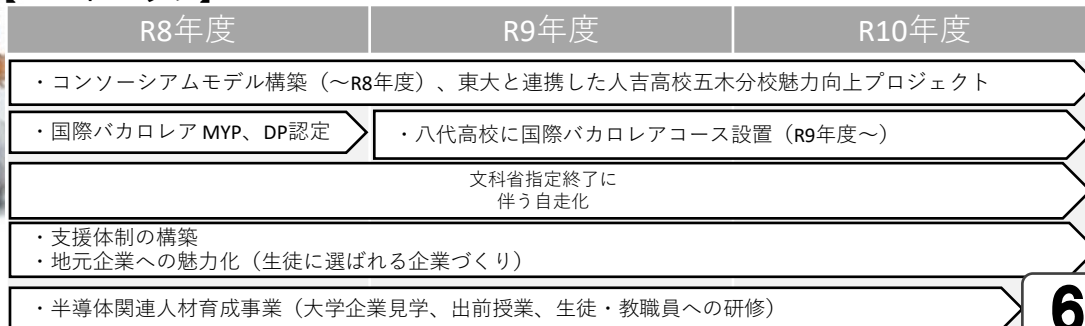 R8年度 R9年度 R10年度
・コンソーシアムモデル構築（～R8年度）、東大と連携した人吉高校五木分校魅力向上プロジェクト
・国際バカロレア MYP、DP認定 ・八代高校に国際バカロレアコース設置（R9年度～）
文科省指定終了に
伴う自走化
・支援体制の構築
・地元企業への魅力化（生徒に選ばれる企業づくり）
・半導体関連人材育成事業（大学企業見学、出前授業、生徒・教職員への研修）
6